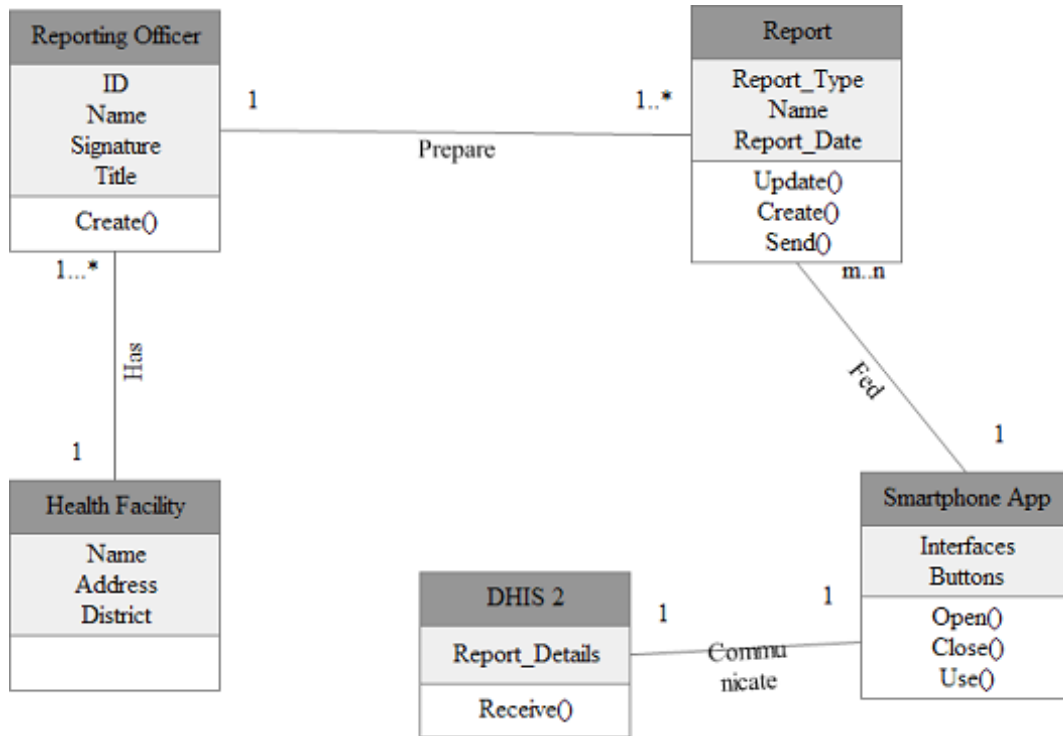 Reporting Officer
ID
Name
Signature
Title
Create()
1
Prepare
1..*
Report
Report_Type
Name
Report_Date
Update()
Create()
Send()
m..n
Fed
1
1...*
Has
1
Health Facility
Name
Address
District
Smartphone App
Interfaces
Buttons
Open()
Close()
Use()
1
Commu
nicate
1
DHIS 2
Report_Details
Receive()